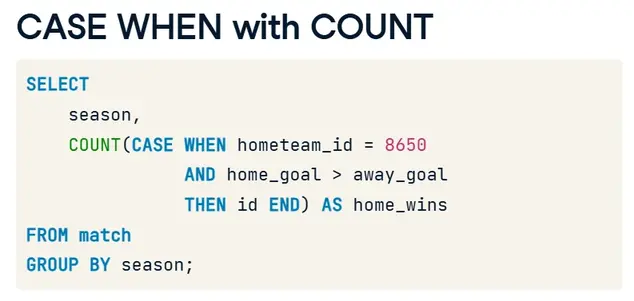 CASE WHEN with COUNT
SELECT
season,
COUNT(CASE WHEN hometeam_id = 8650
AND home_goal > away_goal
THEN id END) AS home_wins
FROM match
GROUP BY season;